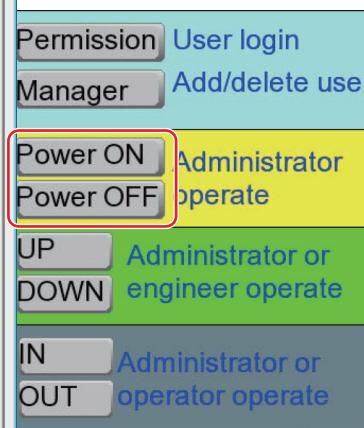 Permission User login
Manager Add/delete use
Power ON Administrator
Power OFF operate
UP Administrator or
DOWN engineer operate
IN Administrator or
OUT operator operate